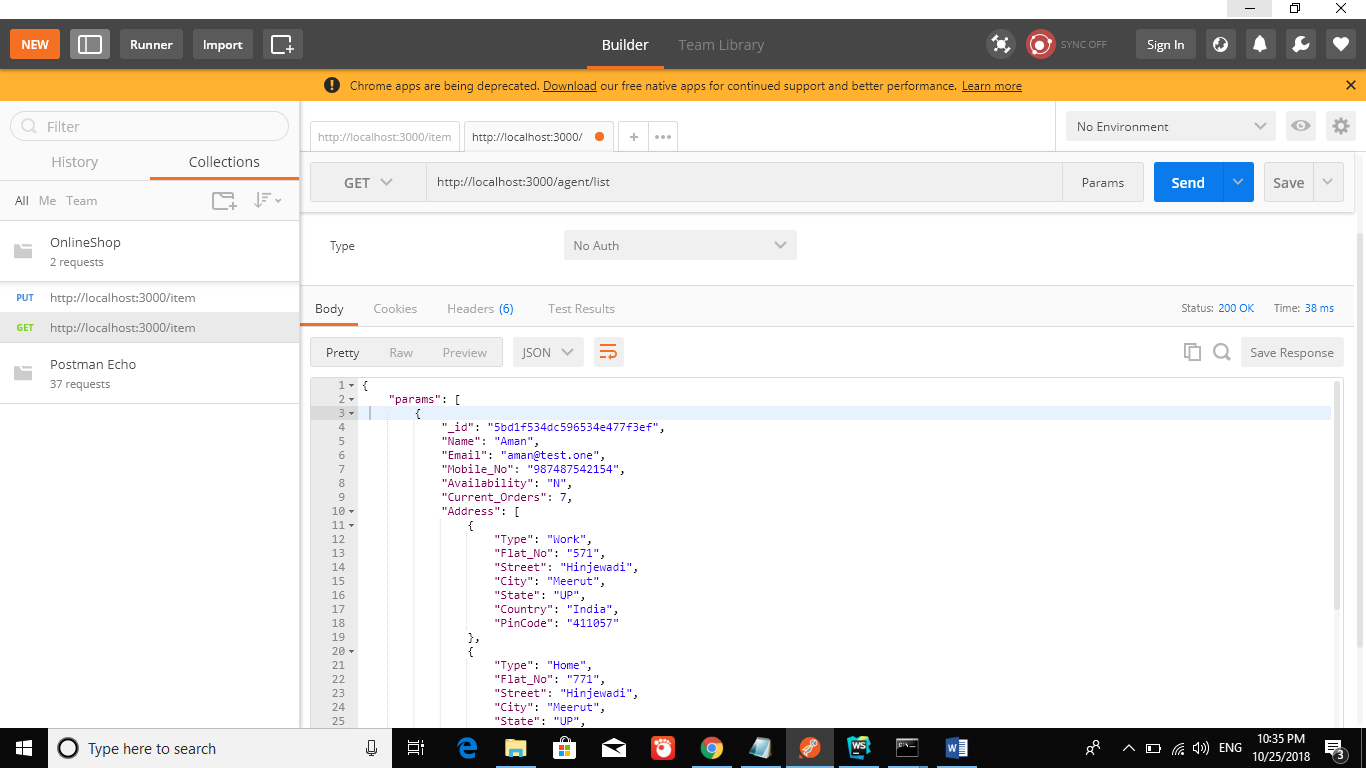 NEW Runner Import Builder Team Library SYNC OFF Sign In
! Chrome apps are being deprecated. Download our free native apps for continued support and better performance. Learn more
Filter
History Collections
All Me Team
OnlineShop
2 requests
PUT http://localhost:3000/item
GET http://localhost:3000/item
Postman Echo
37 requests
http://localhost:3000/item http://localhost:3000/ + •••
No Environment
GET http://localhost:3000/agent/list Params Send Save
Type No Auth
Body Cookies Headers (6) Test Results Status: 200 OK Time: 38 ms
Pretty Raw Preview JSON Save Response
1 {
2 "params": [
3 {
4 "_id": "5bd1f534dc596534e477f3ef",
5 "Name": "Aman",
6 "Email": "aman@test.one",
7 "Mobile_No": "987487542154",
8 "Availability": "N",
9 "Current_Orders": 7,
10 "Address": [
11 {
12 "Type": "Work",
13 "Flat_No": "571",
14 "Street": "Hinjewadi",
15 "City": "Meerut",
16 "State": "UP",
17 "Country": "India",
18 "PinCode": "411057"
19 },
20 {
21 "Type": "Home",
22 "Flat_No": "771",
23 "Street": "Hinjewadi",
24 "City": "Meerut",
25 "State": "UP",
Type here to search
WS
ENG
10:35 PM
10/25/2018
3